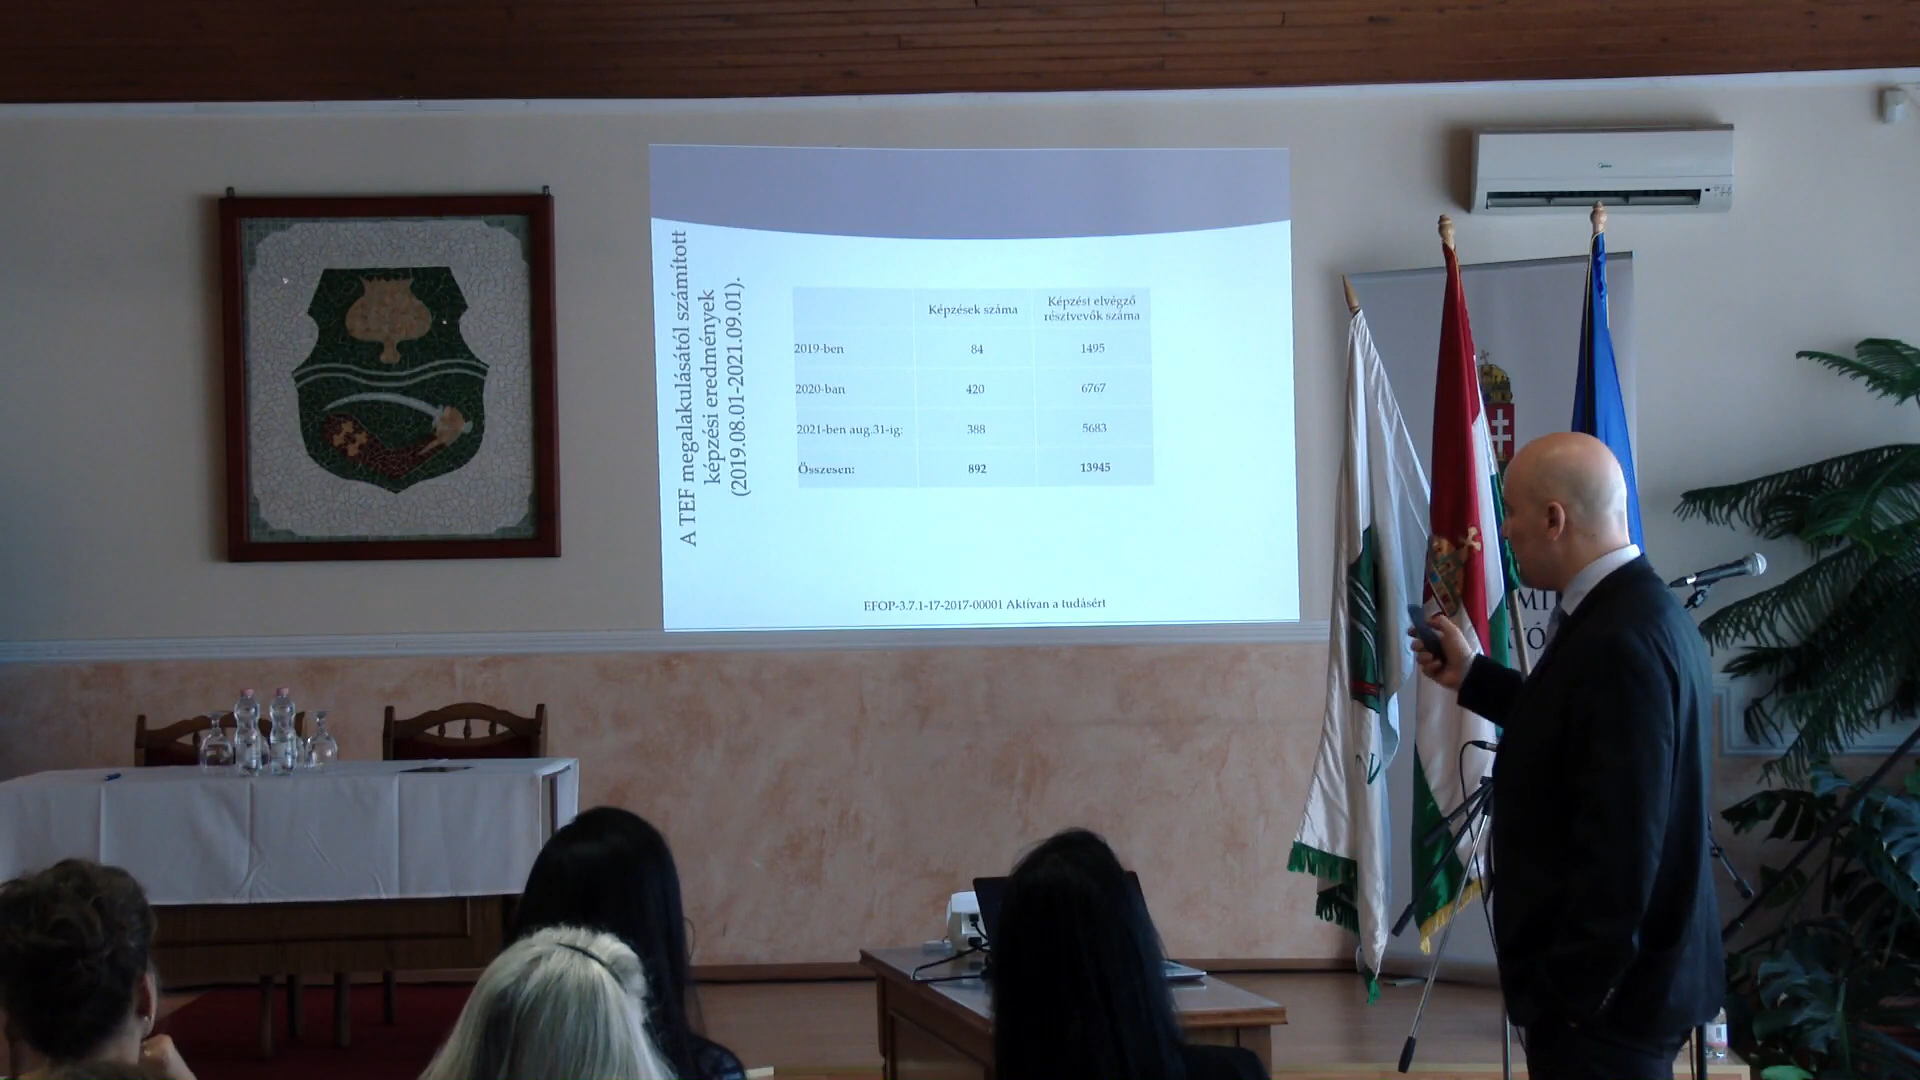 A TEF megalakulásától számított
képzési eredmények
(2019.08.01-2021.09.01).
Képzések száma
Képzést elvégző
résztvevők száma
2019-ben 84 1495
2020-ban 420 6767
2021-ben aug.31-ig: 388 5683
Összesen: 892 13945
EFOP-3.7.1-17-2017-00001 Aktívan a tudásért